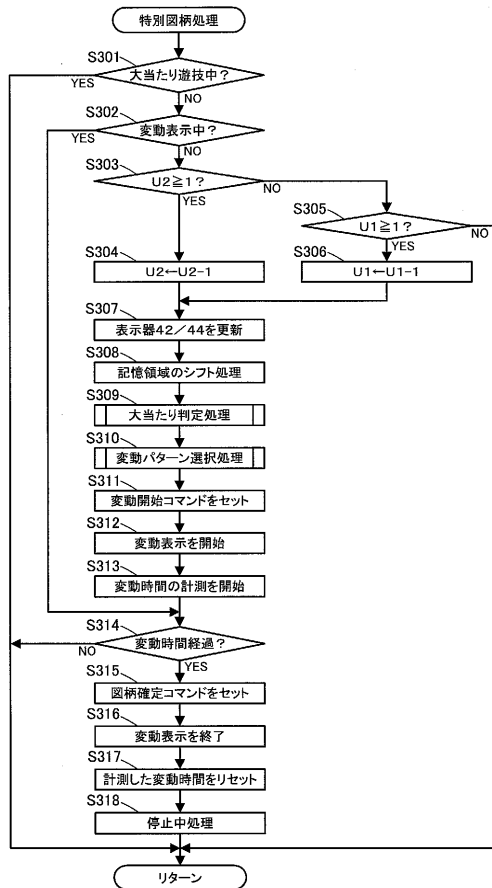 特別図柄処理
S301
大当たり遊技中？
YES
NO
S302
変動表示中？
YES
NO
S303
U2≧1？
NO
YES
S305
U1≧1？
NO
YES
S304
U2←U2-1
S306
U1←U1-1
S307
表示器42／44を更新
S308
記憶領域のシフト処理
S309
大当たり判定処理
S310
変動パターン選択処理
S311
変動開始コマンドをセット
S312
変動表示を開始
S313
変動時間の計測を開始
S314
変動時間経過？
NO
YES
S315
図柄確定コマンドをセット
S316
変動表示を終了
S317
計測した変動時間をリセット
S318
停止中処理
リターン